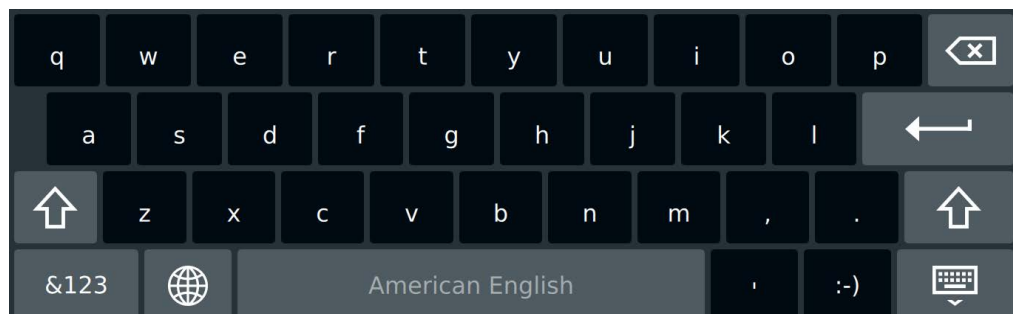 q w e r t y u i o p
a s d f g h j k l
z x c v b n m , .
&123 American English ' :-)